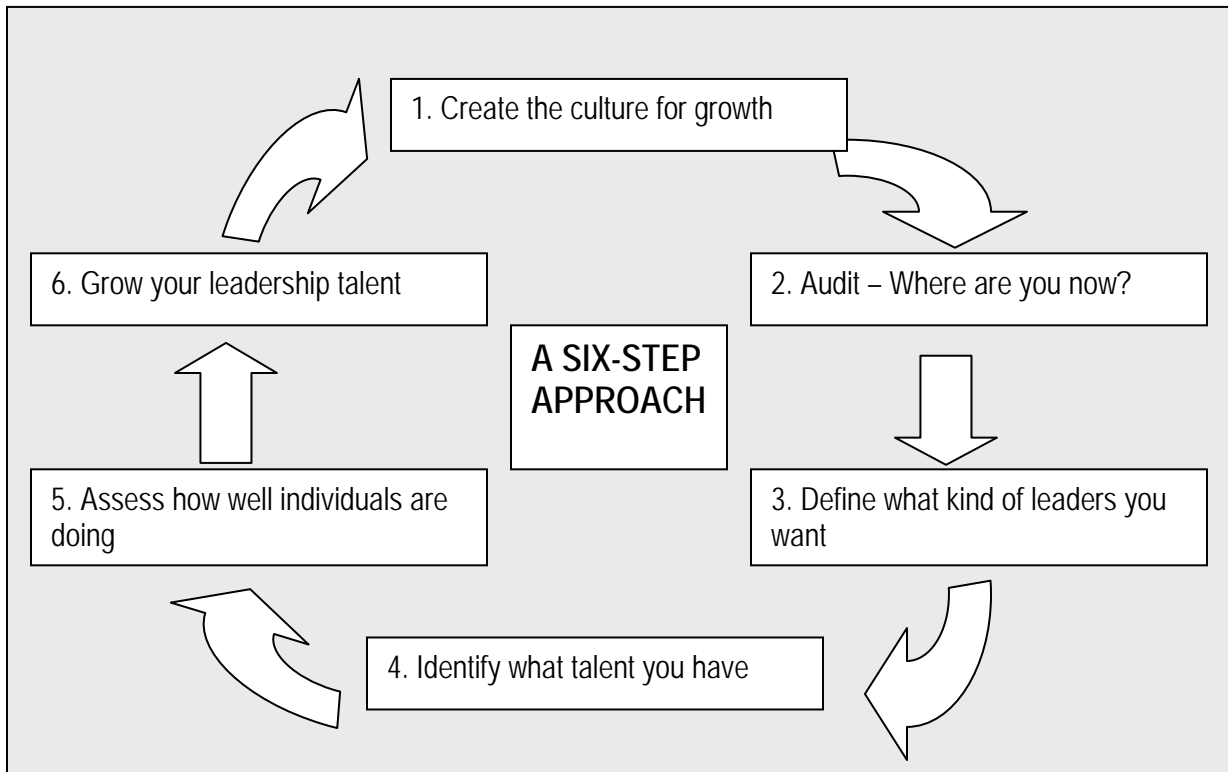 1. Create the culture for growth
6. Grow your leadership talent
2. Audit – Where are you now?
A SIX-STEP
APPROACH
5. Assess how well individuals are
doing
3. Define what kind of leaders you
want
4. Identify what talent you have